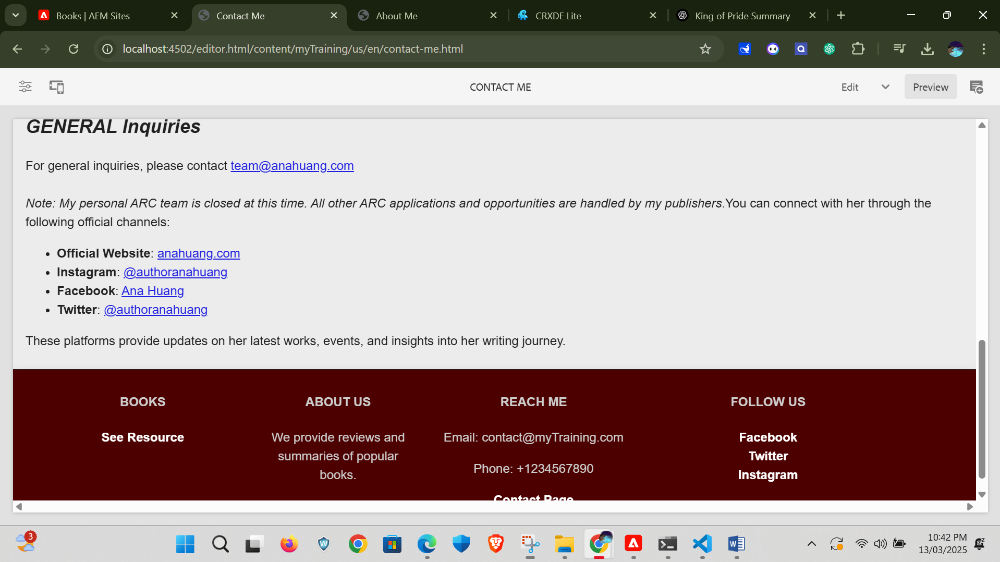 Books | AEM Sites
Contact Me
About Me
CRXDE Lite
King of Pride Summary
localhost:4502/editor.html/content/myTraining/us/en/contact-me.html
CONTACT ME
Edit
Preview
GENERAL Inquiries
For general inquiries, please contact team@anahuang.com
Note: My personal ARC team is closed at this time. All other ARC applications and opportunities are handled by my publishers.You can connect with her through the
following official channels:
Official Website: anahuang.com
Instagram: @authoranahuang
Facebook: Ana Huang
Twitter: @authoranahuang
These platforms provide updates on her latest works, events, and insights into her writing journey.
BOOKS
See Resource
ABOUT US
We provide reviews and
summaries of popular
books.
REACH ME
Email: contact@myTraining.com
Phone: +1234567890
Contact Page
FOLLOW US
Facebook
Twitter
Instagram
3
10:42 PM
13/03/2025